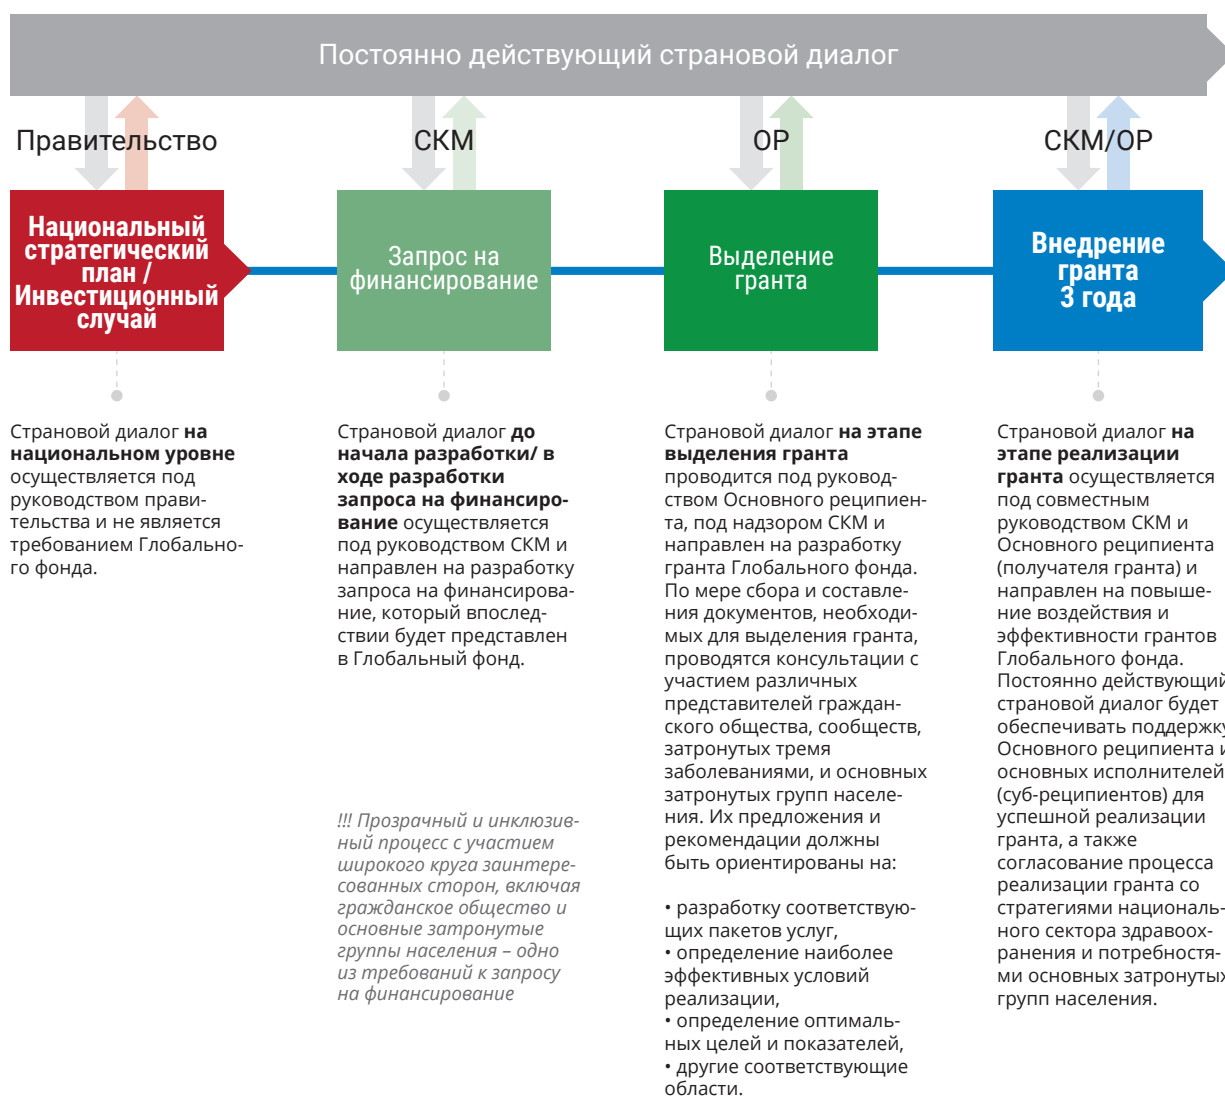 Постоянно действующий страновой диалог
Правительство
СКМ
ОР
СКМ/ОР
Национальный
стратегический
план /
Инвестиционный
случай
Запрос на
финансирование
Выделение
гранта
Внедрение
гранта
3 года
Страновой диалог на
национальном уровне
осуществляется под
руководством прави-
тельства и не является
требованием Глобально-
го фонда.
Страновой диалог до
начала разработки/ в
ходе разработки
запроса на финансиро-
вание осуществляется
под руководством СКМ и
направлен на разработку
запроса на финансирова-
ние, который впослед-
ствии будет представлен
в Глобальный фонд.
!!! Прозрачный и инклюзив-
ный процесс с участием
широкого круга заинтере-
сованных сторон, включая
гражданское общество и
основные затронутые
группы населения – одно
из требований к запросу
на финансирование
Страновой диалог на этапе
выделения гранта
проводится под руковод-
ством Основного реципиен-
та, под надзором СКМ и
направлен на разработку
гранта Глобального фонда.
По мере сбора и составле-
ния документов, необходи-
мых для выделения гранта,
проводятся консультации с
участием различных
представителей граждан-
ского общества, сообществ,
затронутых тремя
заболеваниями, и основных
затронутых групп населе-
ния. Их предложения и
рекомендации должны
быть ориентированы на:
• разработку соответствую-
щих пакетов услуг,
• определение наиболее
эффективных условий
реализации,
• определение оптималь-
ных целей и показателей,
• другие соответствующие
области.
Страновой диалог на
этапе реализации
гранта осуществляется
под совместным
руководством СКМ и
Основного реципиента
(получателя гранта) и
направлен на повыше-
ние воздействия и
эффективности грантов
Глобального фонда.
Постоянно действующий
страновой диалог будет
обеспечивать поддержку
Основного реципиента и
основных исполнителей
(суб-реципиентов) для
успешной реализации
гранта, а также
согласование процесса
реализации гранта со
стратегиями националь-
ного сектора здравоох-
ранения и потребностя-
ми основных затронутых
групп населения.